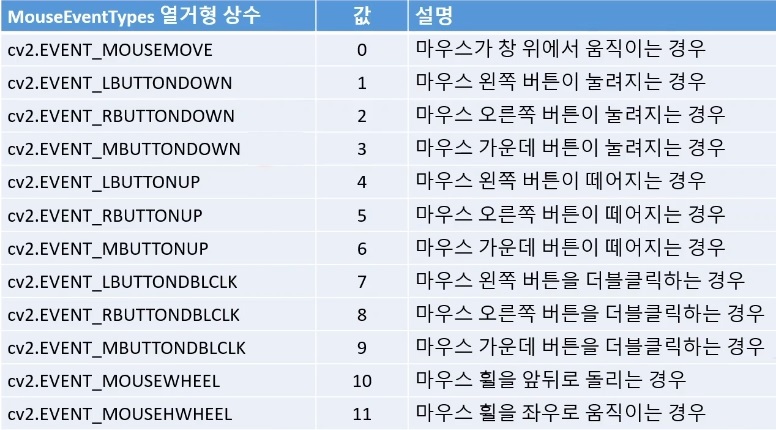 MouseEventTypes 열거형 상수 값 설명
cv2.EVENT_MOUSEMOVE 0 마우스가 창 위에서 움직이는 경우
cv2.EVENT_LBUTTONDOWN 1 마우스 왼쪽 버튼이 눌려지는 경우
cv2.EVENT_RBUTTONDOWN 2 마우스 오른쪽 버튼이 눌려지는 경우
cv2.EVENT_MBUTTONDOWN 3 마우스 가운데 버튼이 눌려지는 경우
cv2.EVENT_LBUTTONUP 4 마우스 왼쪽 버튼이 떼어지는 경우
cv2.EVENT_RBUTTONUP 5 마우스 오른쪽 버튼이 떼어지는 경우
cv2.EVENT_MBUTTONUP 6 마우스 가운데 버튼이 떼어지는 경우
cv2.EVENT_LBUTTONDBLCLK 7 마우스 왼쪽 버튼을 더블클릭하는 경우
cv2.EVENT_RBUTTONDBLCLK 8 마우스 오른쪽 버튼을 더블클릭하는 경우
cv2.EVENT_MBUTTONDBLCLK 9 마우스 가운데 버튼을 더블클릭하는 경우
cv2.EVENT_MOUSEWHEEL 10 마우스 휠을 앞뒤로 돌리는 경우
cv2.EVENT_MOUSEHWHEEL 11 마우스 휠을 좌우로 움직이는 경우